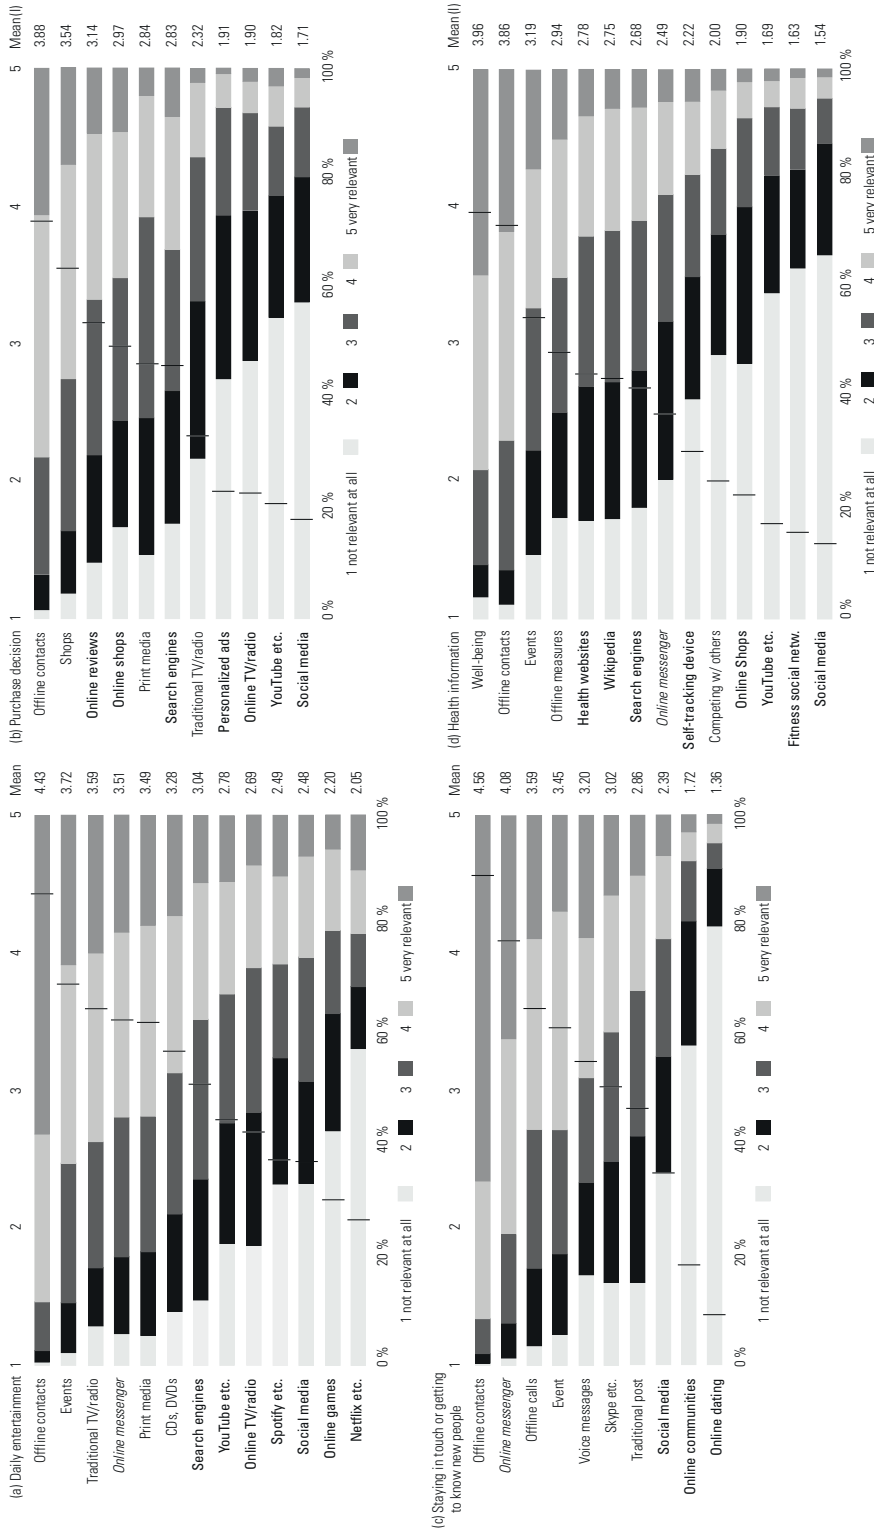 (a) Daily entertainment
1 2 3 4 5 Mean
Offline contacts 4.43
Events 3.72
Traditional TV/radio 3.59
Online messenger 3.51
Print media 3.49
CDs, DVDs 3.28
Search engines 3.04
YouTube etc. 2.78
Online TV/radio 2.69
Spotify etc. 2.49
Social media 2.48
Online games 2.20
Netflix etc. 2.05
0 % 20 % 40 % 60 % 80 % 100 %
1 not relevant at all 2 3 4 5 very relevant
(b) Purchase decision
1 2 3 4 5 Mean (I)
Offline contacts 3.88
Shops 3.54
Online reviews 3.14
Online shops 2.97
Print media 2.84
Search engines 2.83
Traditional TV/radio 2.32
Personalized ads 1.91
Online TV/radio 1.90
YouTube etc. 1.82
Social media 1.71
0 % 20 % 40 % 60 % 80 % 100 %
1 not relevant at all 2 3 4 5 very relevant
(c) Staying in touch or getting
to know new people
1 2 3 4 5 Mean
Offline contacts 4.56
Online messenger 4.08
Offline calls 3.59
Event 3.45
Voice messages 3.20
Skype etc. 3.02
Traditional post 2.86
Social media 2.39
Online communities 1.72
Online dating 1.36
0 % 20 % 40 % 60 % 80 % 100 %
1 not relevant at all 2 3 4 5 very relevant
(d) Health information
1 2 3 4 5 Mean (I)
Well-being 3.96
Offline contacts 3.86
Events 3.19
Offline measures 2.94
Health websites 2.78
Wikipedia 2.75
Search engines 2.68
Online messenger 2.49
Self-tracking device 2.22
Competing w/ others 2.00
Online Shops 1.90
YouTube etc. 1.69
Fitness social netw. 1.63
Social media 1.54
0 % 20 % 40 % 60 % 80 % 100 %
1 not relevant at all 2 3 4 5 very relevant